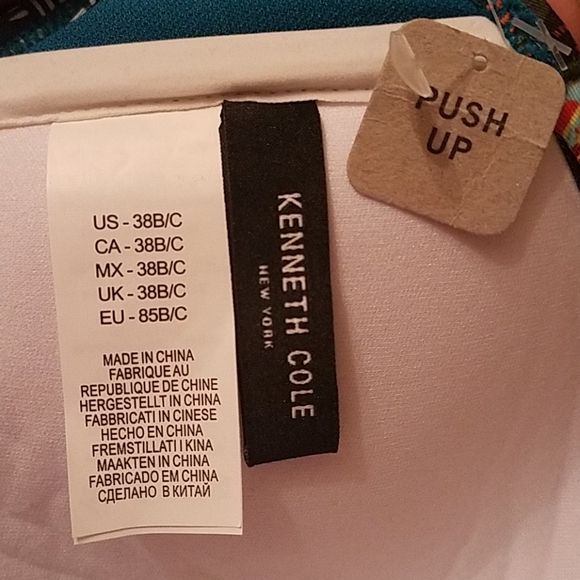 PUSH
UP
US - 38B/C
CA - 38B/C
MX - 38B/C
UK - 38B/C
EU - 85B/C
MADE IN CHINA
FABRIQUE AU
REPUBLIQUE DE CHINE
HERGESTELLT IN CHINA
FABBRICATI IN CINESE
HECHO EN CHINA
FREMSTILLAT I KINA
MAAKTEN IN CHINA
FABRICADO EM CHINA
СДЕЛАНО В КИТАЙ
KENNETH COLE
NEW YORK